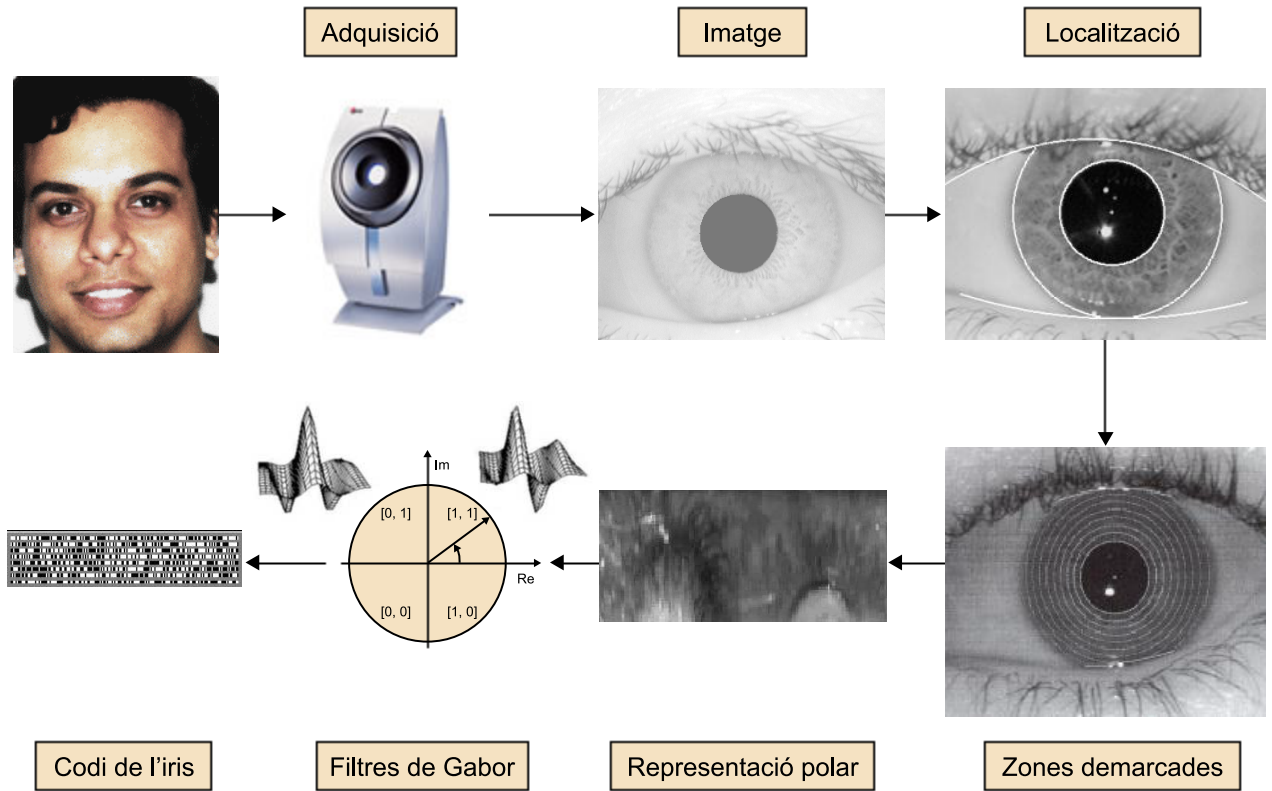 Adquisició
Imatge
Localització
Im
[0, 1]
[1, 1]
Re
[0, 0]
[1, 0]
Codi de l’iris
Filtres de Gabor
Representació polar
Zones demarcades